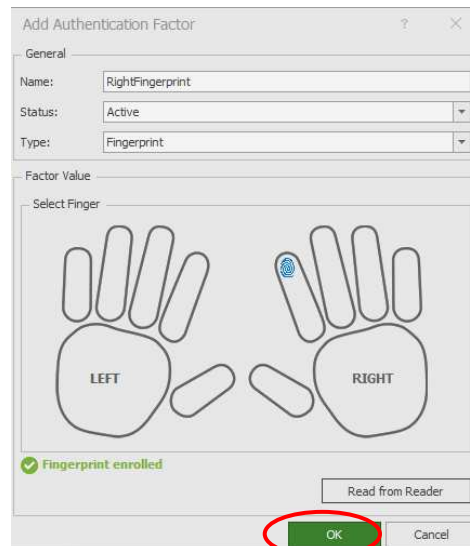 Add Authentication Factor ?
General
Name: RightFingerprint
Status: Active
Type: Fingerprint
Factor Value
Select Finger
LEFT RIGHT
Fingerprint enrolled
Read from Reader
OK Cancel